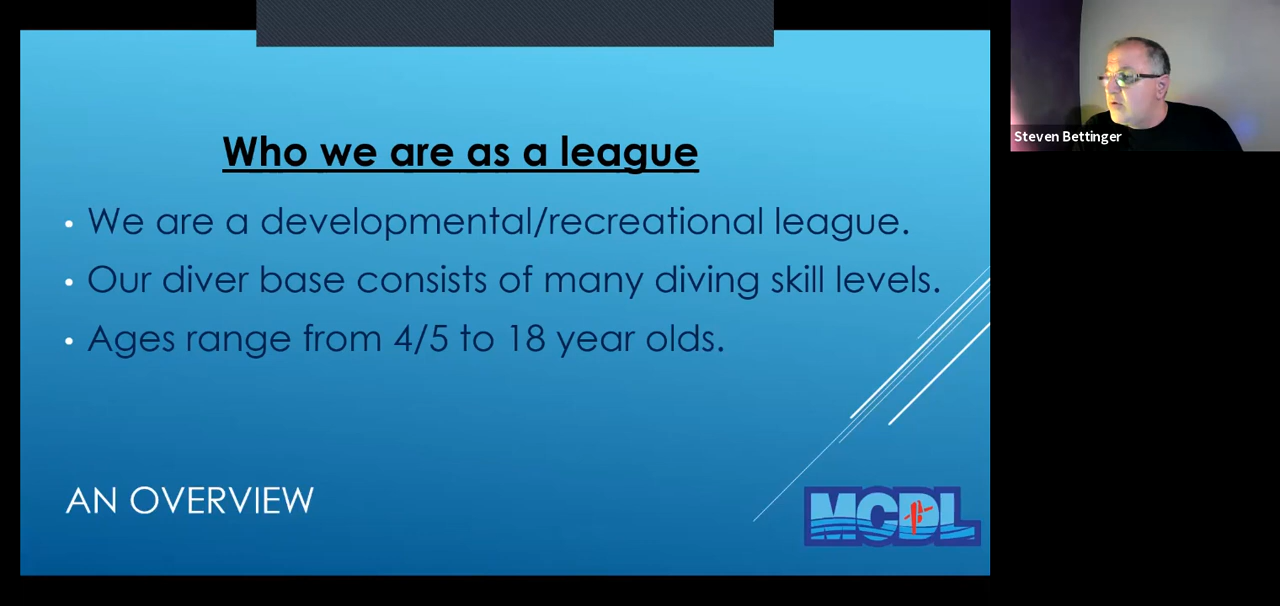 Who we are as a league
• We are a developmental/recreational league.
• Our diver base consists of many diving skill levels.
• Ages range from 4/5 to 18 year olds.
AN OVERVIEW
MCDL
Steven Bettinger